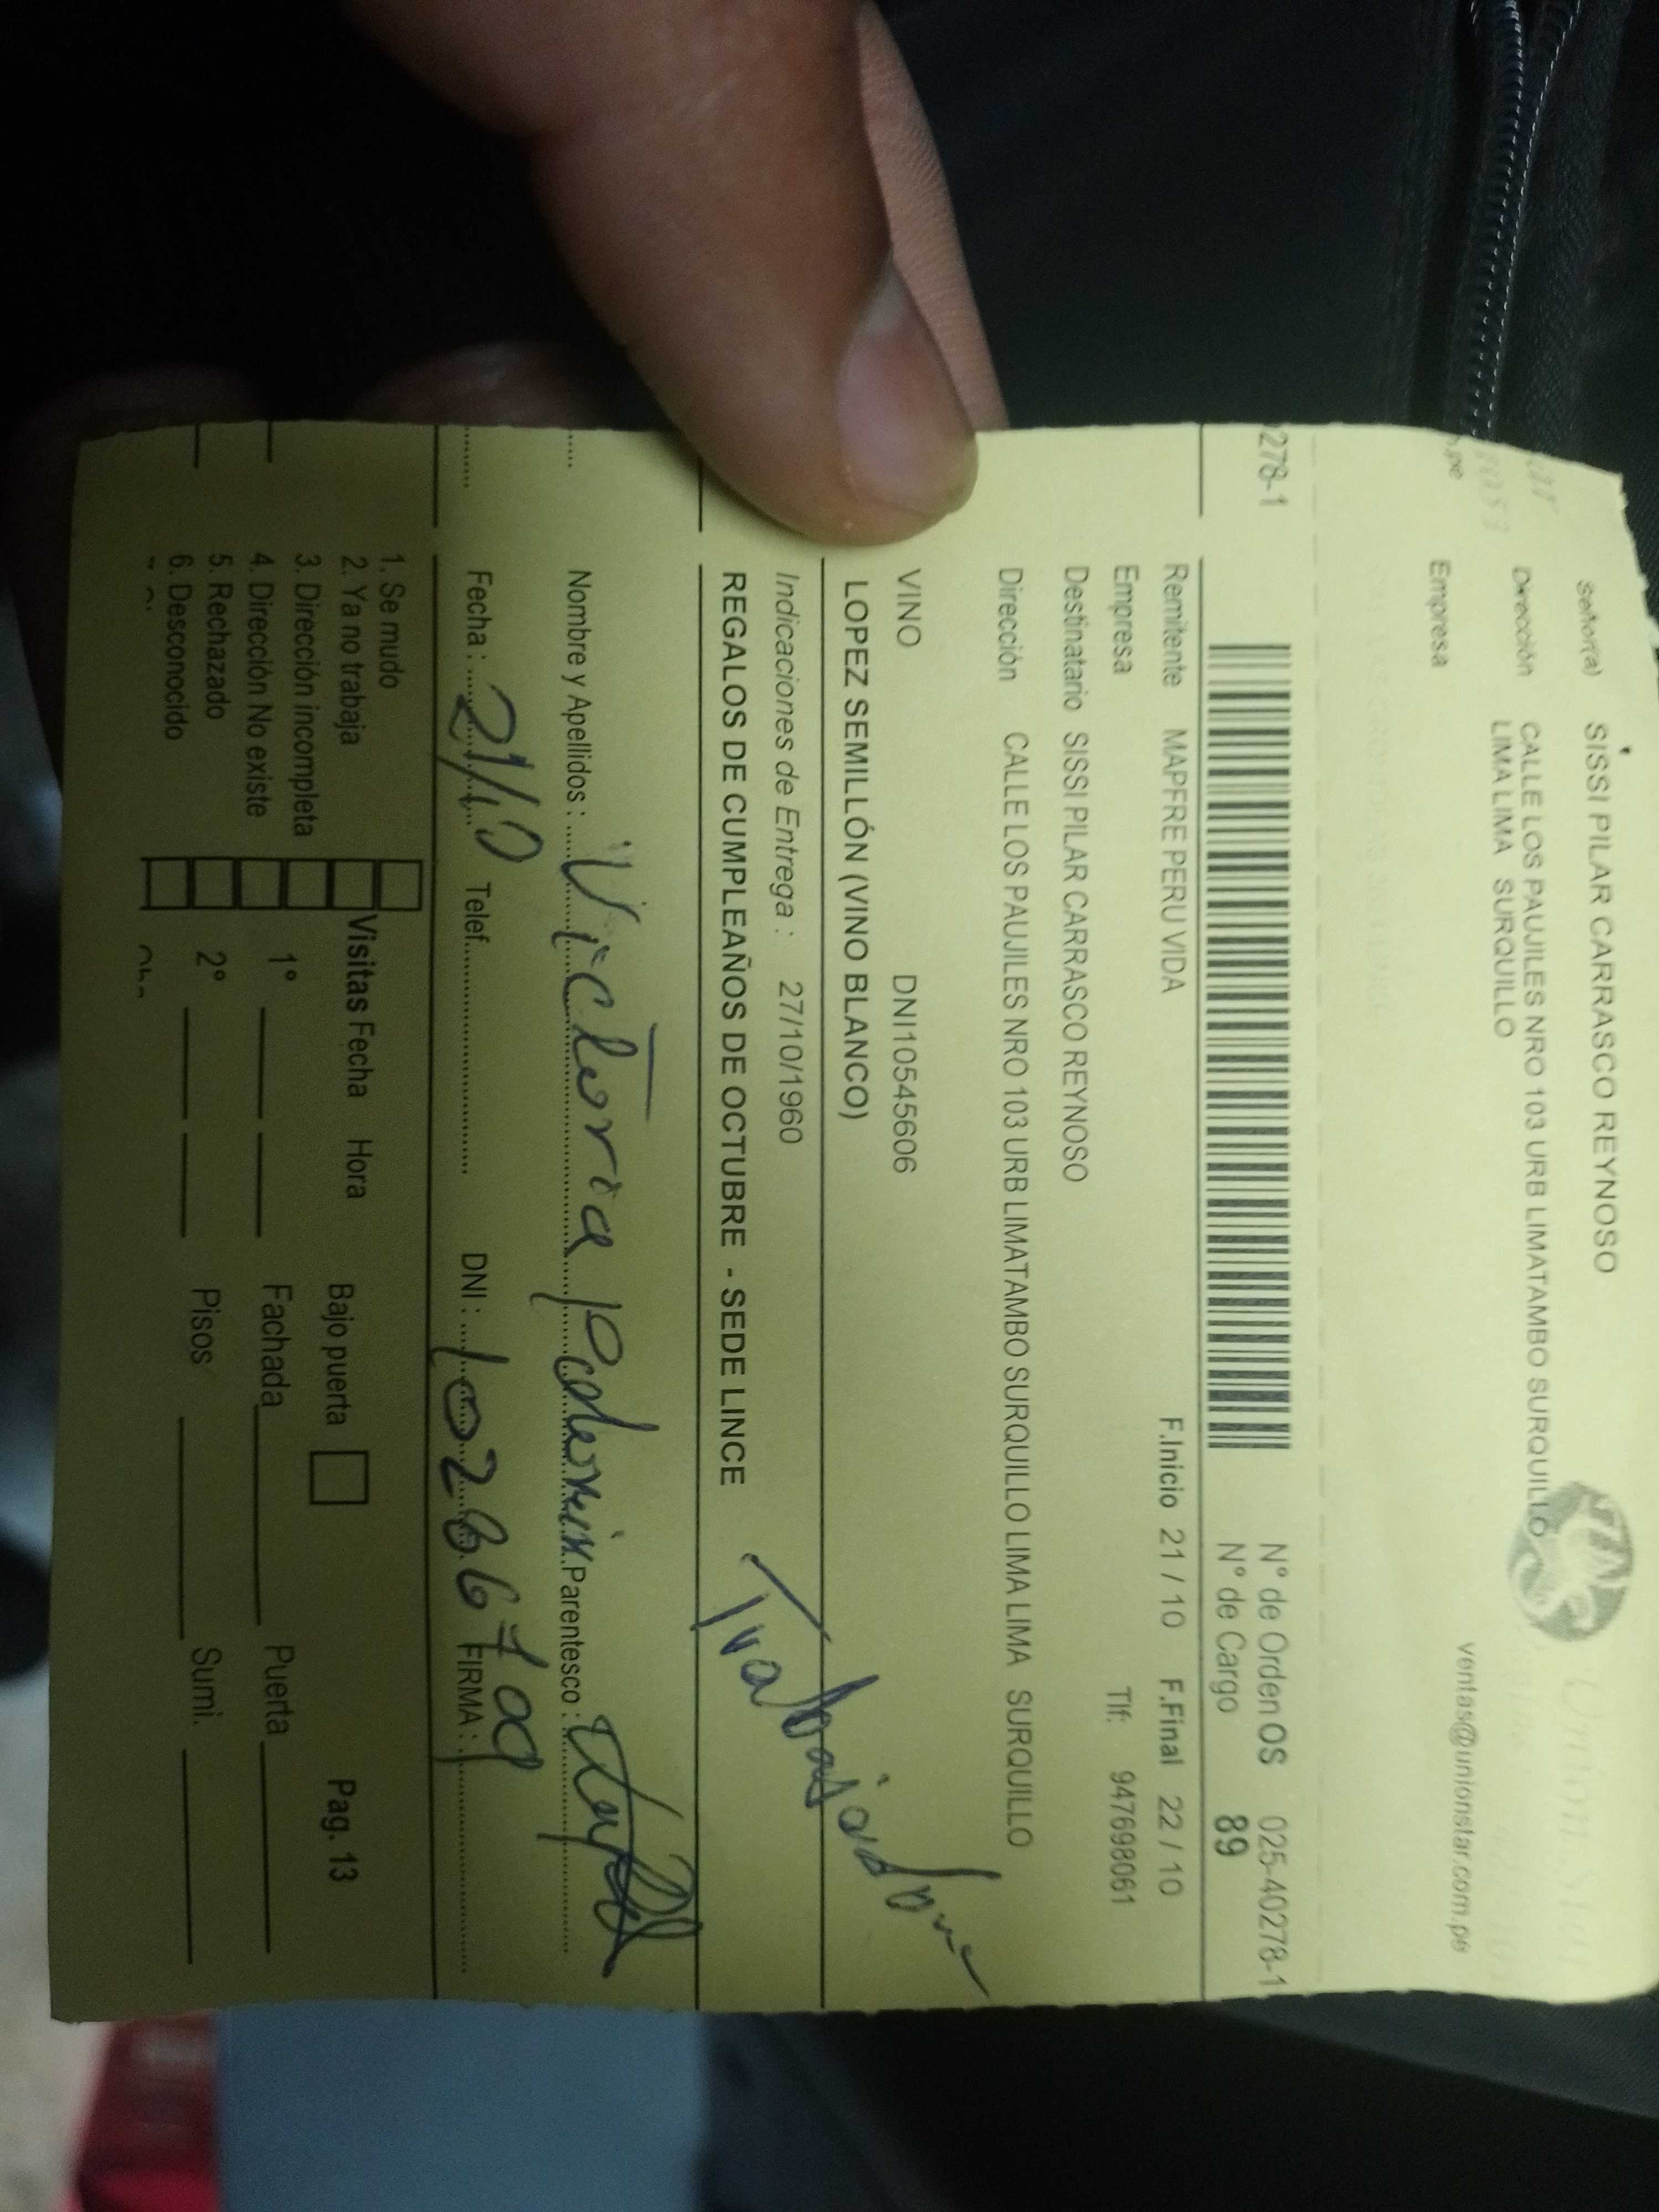 Señor(a) SISSI PILAR CARRASCO REYNOSO
Dirección CALLE LOS PAUJILES NRO 103 URB LIMATAMBO SURQUILLO
LIMA LIMA SURQUILLO
Empresa
ventas@unionstar.com.pe
278-1
N° de Orden OS 025-40278-1
N° de Cargo 89
Remitente MAPFRE PERU VIDA F.Inicio 21 / 10 F.Final 22 / 10
Empresa Tlf: 947698061
Destinatario SISSI PILAR CARRASCO REYNOSO
Dirección CALLE LOS PAUJILES NRO 103 URB LIMATAMBO SURQUILLO LIMA LIMA SURQUILLO
VINO DNI10545606
LOPEZ SEMILLÓN (VINO BLANCO)
Indicaciones de Entrega : 27/10/1960
REGALOS DE CUMPLEAÑOS DE OCTUBRE - SEDE LINCE
Trabajadora
Nombre y Apellidos : Victoria Parentesco :
Fecha : 21/10 Telef. DNI : FIRMA :
1. Se mudo
2. Ya no trabaja
3. Dirección incompleta
4. Dirección No existe
5. Rechazado
6. Desconocido
Visitas Fecha Hora
1°
2°
Bajo puerta
Pag. 13
Fachada Puerta
Pisos Sumi.